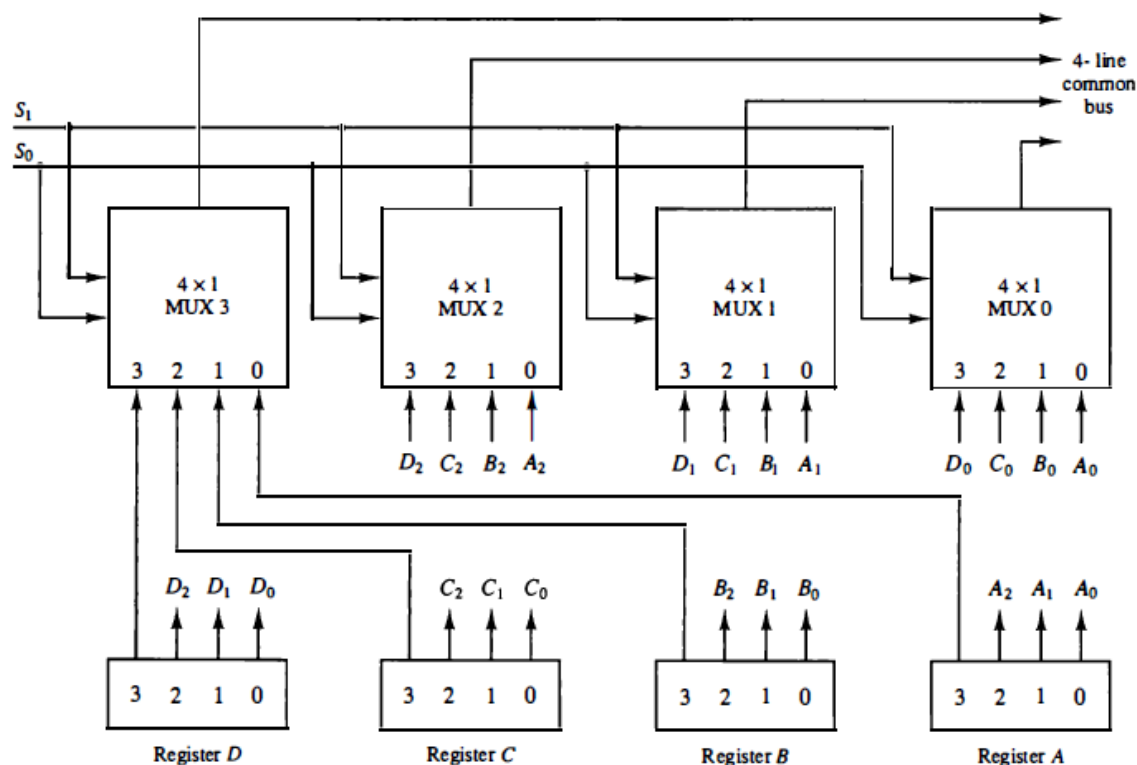 4- line
common
bus
S₁
S₀
4 × 1
MUX 3
4 × 1
MUX 2
4 × 1
MUX 1
4 × 1
MUX 0
3 2 1 0
3 2 1 0
3 2 1 0
3 2 1 0
D₂ C₂ B₂ A₂
D₁ C₁ B₁ A₁
D₀ C₀ B₀ A₀
D₂ D₁ D₀
C₂ C₁ C₀
B₂ B₁ B₀
A₂ A₁ A₀
3 2 1 0
3 2 1 0
3 2 1 0
3 2 1 0
Register D
Register C
Register B
Register A